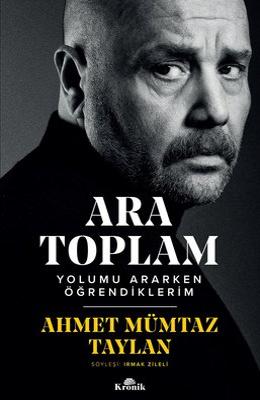 ARA
TOPLAM
YOLUMU ARARKEN
ÖĞRENDİKLERİM
AHMET MÜMTAZ
TAYLAN
SÖYLEŞİ: IRMAK ZİLELİ
Kronik